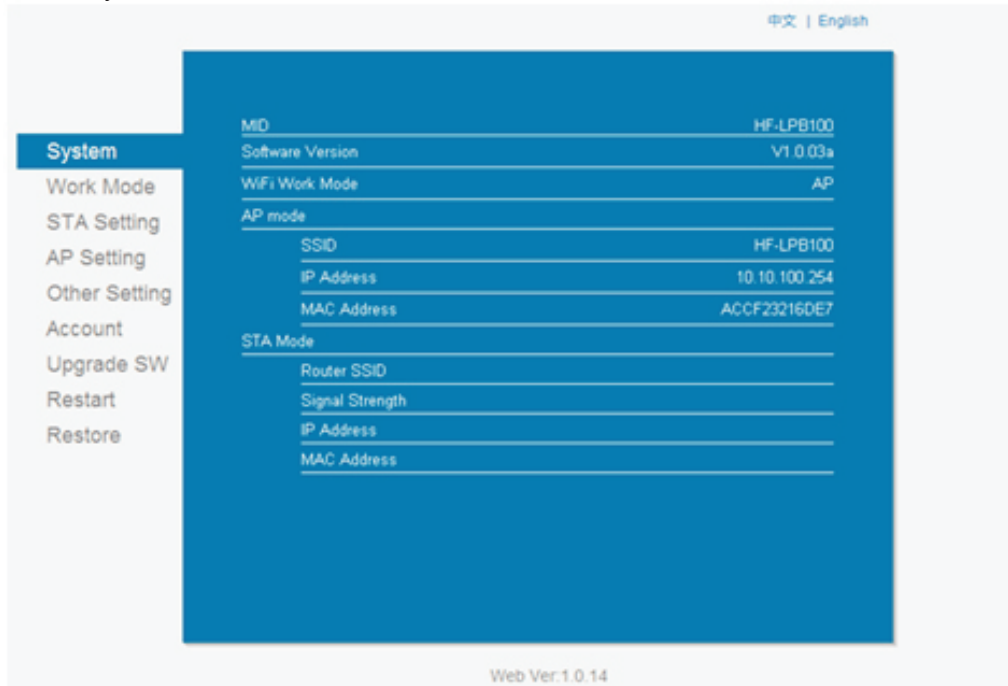 中文 | English
System
Work Mode
STA Setting
AP Setting
Other Setting
Account
Upgrade SW
Restart
Restore
MID HF-LPB100
Software Version V1.0.03a
WiFi Work Mode AP
AP mode
SSID HF-LPB100
IP Address 10.10.100.254
MAC Address ACCF23216DE7
STA Mode
Router SSID
Signal Strength
IP Address
MAC Address
Web Ver:1.0.14